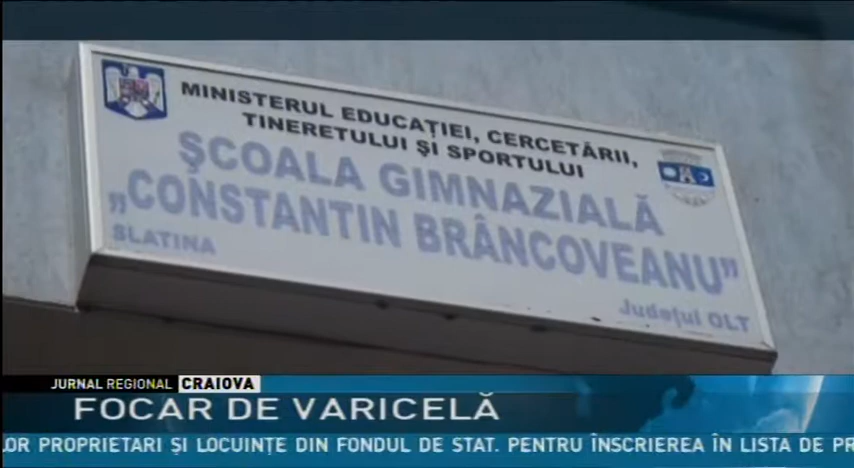 MINISTERUL EDUCAȚIEI, CERCETĂRII,
TINERETULUI ȘI SPORTULUI
ȘCOALA GIMNAZIALĂ
„CONSTANTIN BRÂNCOVEANU”
SLATINA
Județul OLT
JURNAL REGIONAL CRAIOVA
FOCAR DE VARICELĂ
LOR PROPRIETARI ȘI LOCUINȚE DIN FONDUL DE STAT. PENTRU ÎNSCRIEREA ÎN LISTA DE PR